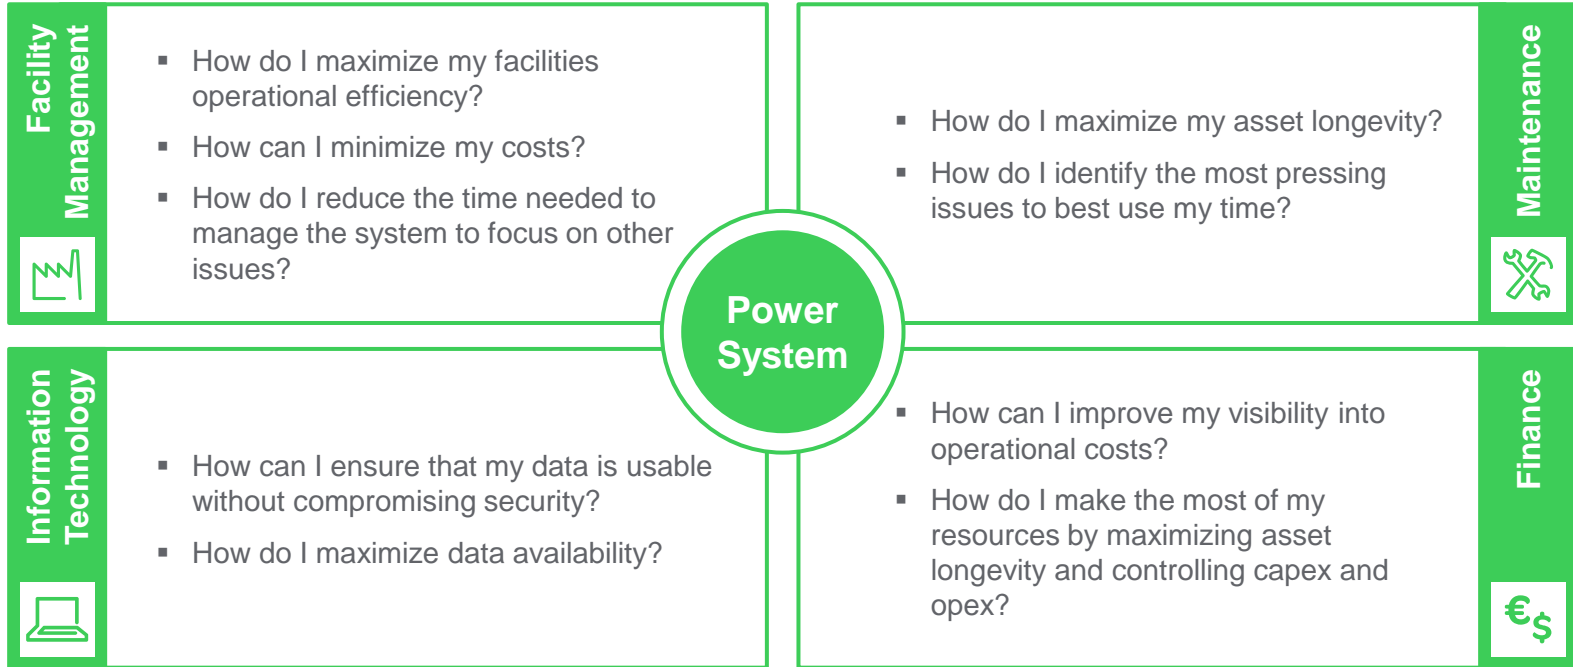 Facility
Management
▪ How do I maximize my facilities
operational efficiency?
▪ How can I minimize my costs?
▪ How do I reduce the time needed to
manage the system to focus on other
issues?
Maintenance
▪ How do I maximize my asset longevity?
▪ How do I identify the most pressing
issues to best use my time?
Power
System
Information
Technology
▪ How can I ensure that my data is usable
without compromising security?
▪ How do I maximize data availability?
Finance
▪ How can I improve my visibility into
operational costs?
▪ How do I make the most of my
resources by maximizing asset
longevity and controlling capex and
opex?
€$